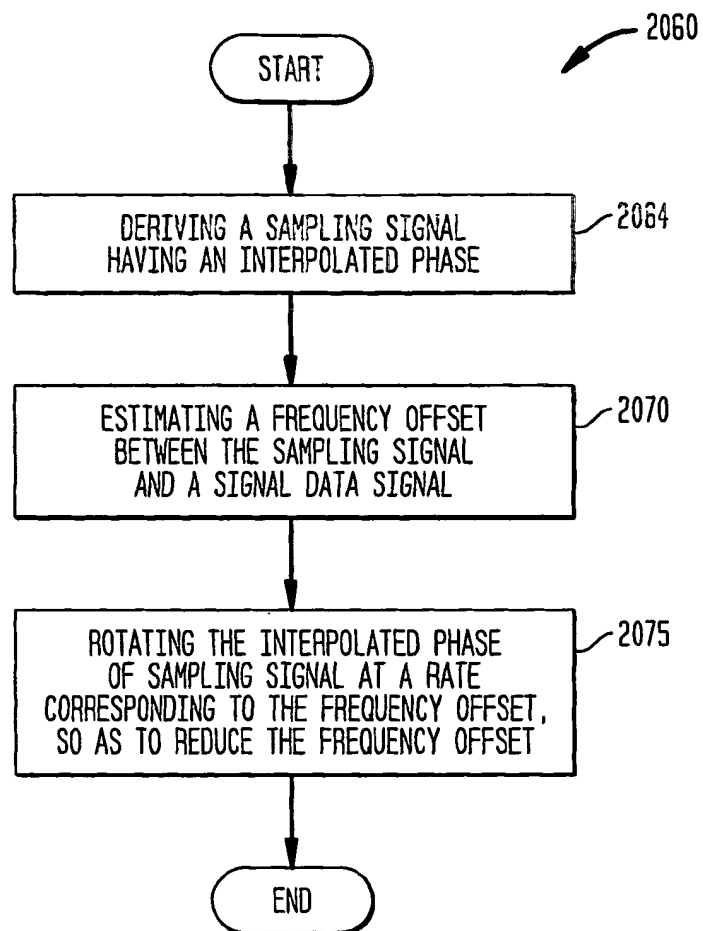 2060
START
DERIVING A SAMPLING SIGNAL
HAVING AN INTERPOLATED PHASE
2064
ESTIMATING A FREQUENCY OFFSET
BETWEEN THE SAMPLING SIGNAL
AND A SIGNAL DATA SIGNAL
2070
ROTATING THE INTERPOLATED PHASE
OF SAMPLING SIGNAL AT A RATE
CORRESPONDING TO THE FREQUENCY OFFSET,
SO AS TO REDUCE THE FREQUENCY OFFSET
2075
END